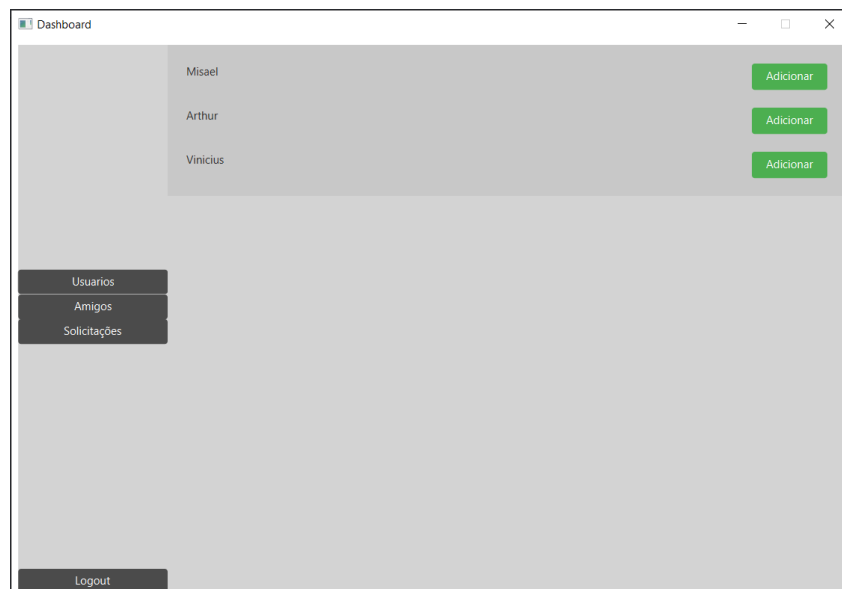 Dashboard
Misael
Adicionar
Arthur
Adicionar
Vinicius
Adicionar
Usuarios
Amigos
Solicitações
Logout